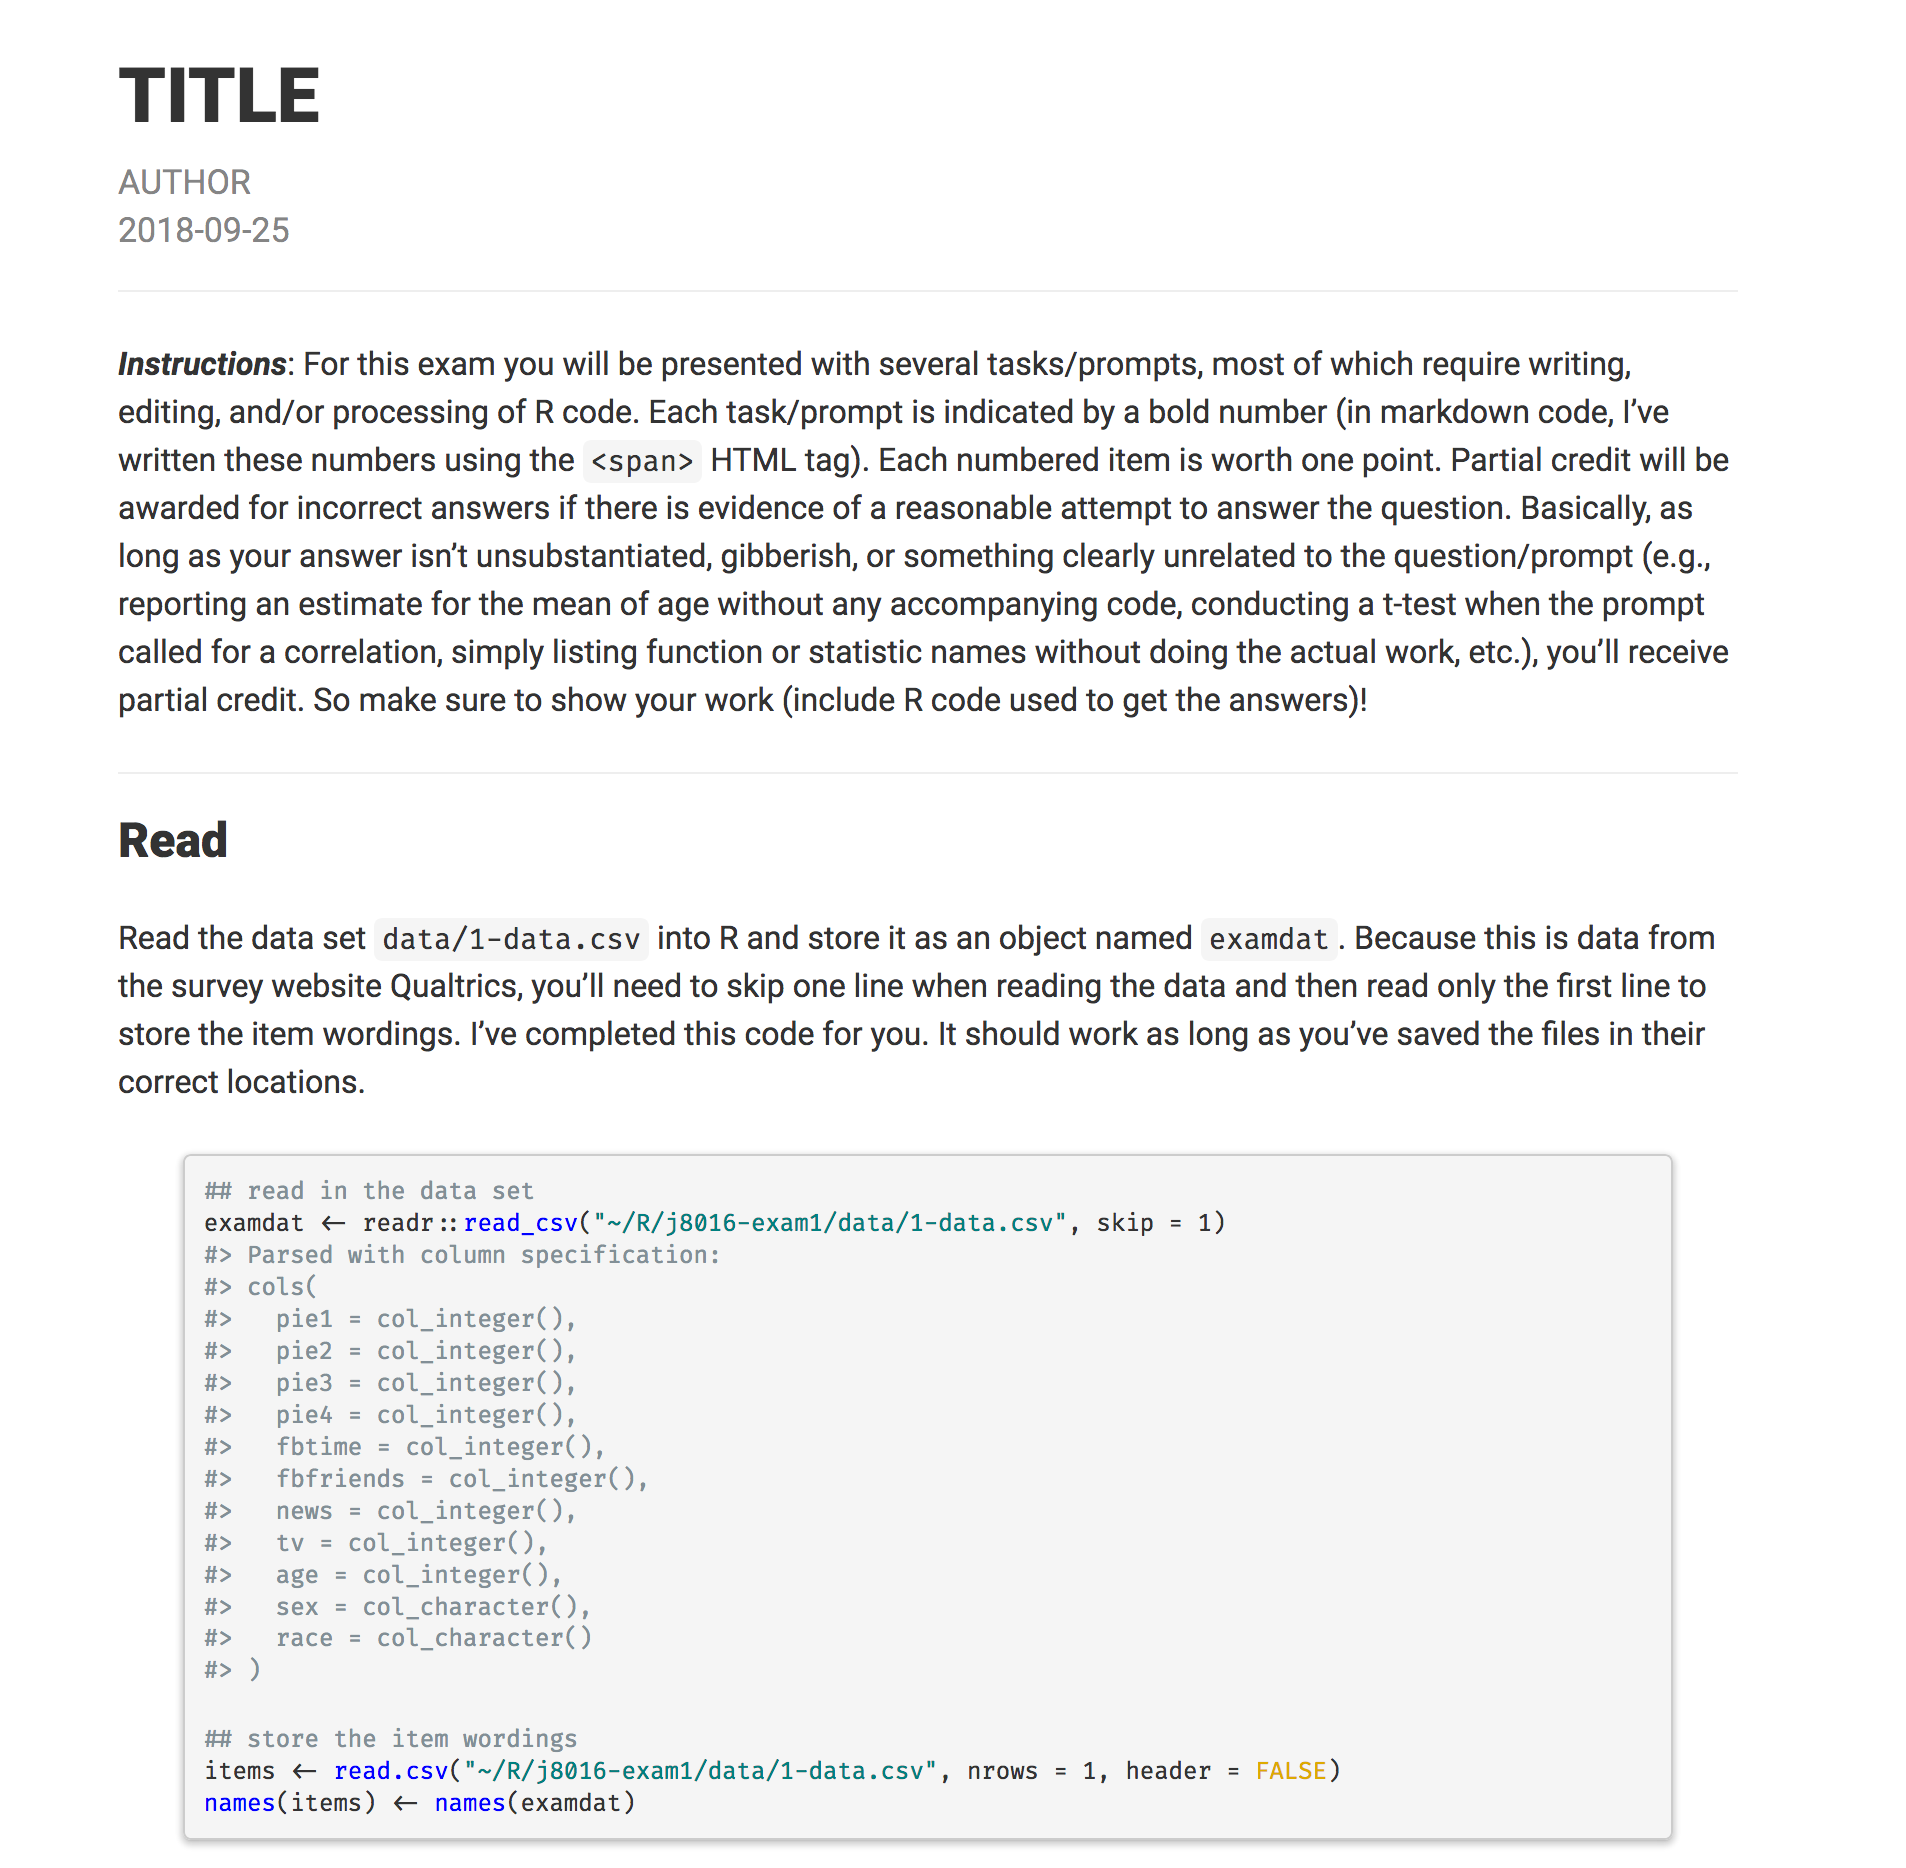 TITLE
AUTHOR
2018-09-25
Instructions: For this exam you will be presented with several tasks/prompts, most of which require writing,
editing, and/or processing of R code. Each task/prompt is indicated by a bold number (in markdown code, I’ve
written these numbers using the <span> HTML tag). Each numbered item is worth one point. Partial credit will be
awarded for incorrect answers if there is evidence of a reasonable attempt to answer the question. Basically, as
long as your answer isn’t unsubstantiated, gibberish, or something clearly unrelated to the question/prompt (e.g.,
reporting an estimate for the mean of age without any accompanying code, conducting a t-test when the prompt
called for a correlation, simply listing function or statistic names without doing the actual work, etc.), you’ll receive
partial credit. So make sure to show your work (include R code used to get the answers)!
Read
Read the data set data/1-data.csv into R and store it as an object named examdat. Because this is data from
the survey website Qualtrics, you’ll need to skip one line when reading the data and then read only the first line to
store the item wordings. I’ve completed this code for you. It should work as long as you’ve saved the files in their
correct locations.
## read in the data set
examdat <- readr::read_csv("~/R/j8016-exam1/data/1-data.csv", skip = 1)
#> Parsed with column specification:
#> cols(
#>   pie1 = col_integer(),
#>   pie2 = col_integer(),
#>   pie3 = col_integer(),
#>   pie4 = col_integer(),
#>   fbtime = col_integer(),
#>   fbfriends = col_integer(),
#>   news = col_integer(),
#>   tv = col_integer(),
#>   age = col_integer(),
#>   sex = col_character(),
#>   race = col_character()
#> )
## store the item wordings
items <- read.csv("~/R/j8016-exam1/data/1-data.csv", nrows = 1, header = FALSE)
names(items) <- names(examdat)